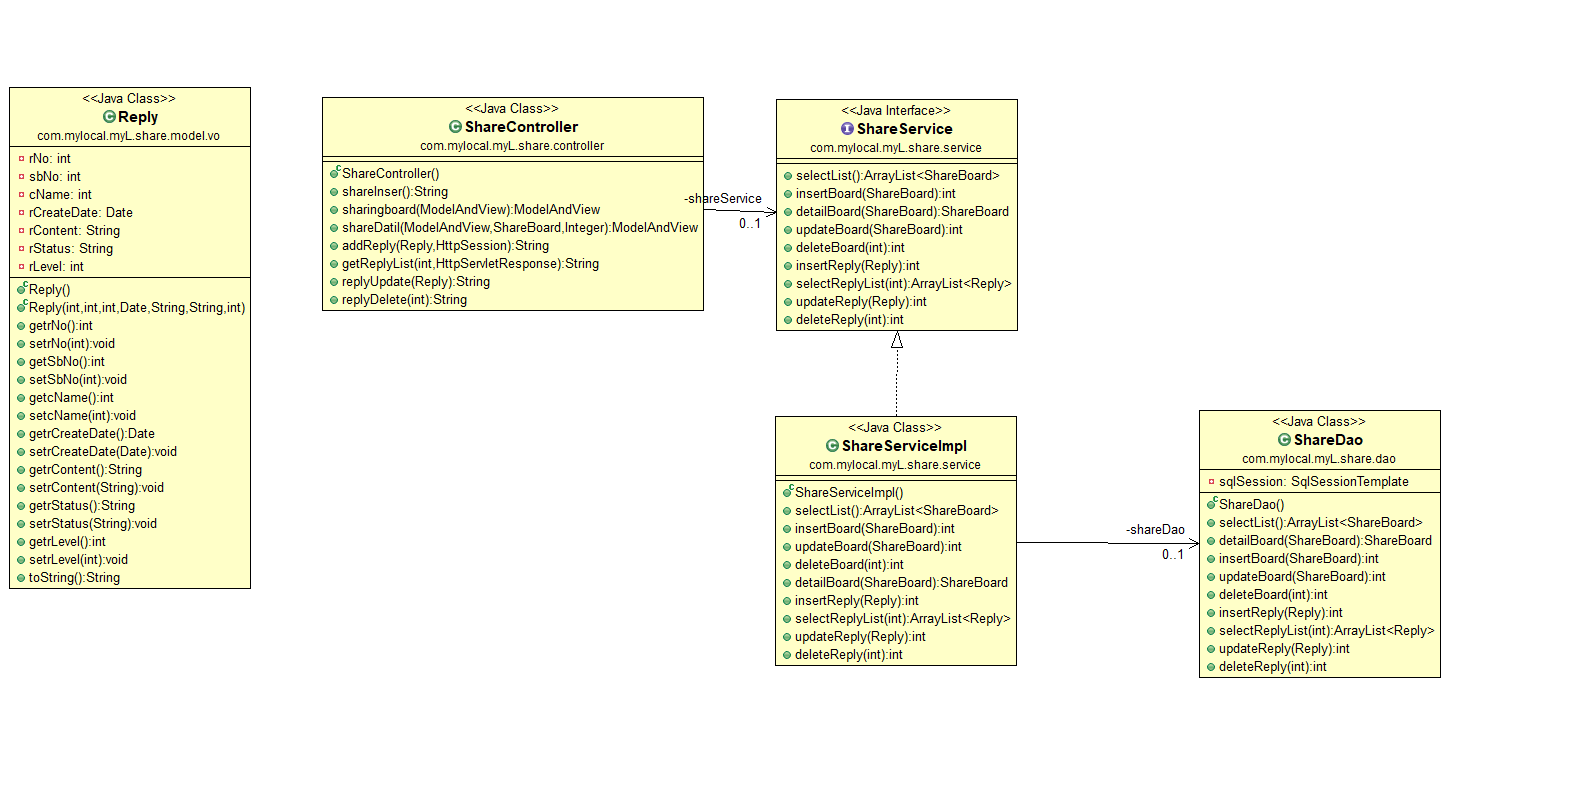 <<Java Class>>
Reply
com.mylocal.myL.share.model.vo
rNo: int
sbNo: int
cName: int
rCreateDate: Date
rContent: String
rStatus: String
rLevel: int
Reply()
Reply(int,int,int,Date,String,String,int)
getrNo():int
setrNo(int):void
getSbNo():int
setSbNo(int):void
getcName():int
setcName(int):void
getrCreateDate():Date
setrCreateDate(Date):void
getrContent():String
setrContent(String):void
getrStatus():String
setrStatus(String):void
getrLevel():int
setrLevel(int):void
toString():String
<<Java Class>>
ShareController
com.mylocal.myL.share.controller
ShareController()
shareInser():String
sharingboard(ModelAndView):ModelAndView
shareDatil(ModelAndView,ShareBoard,Integer):ModelAndView
addReply(Reply,HttpSession):String
getReplyList(int,HttpServletResponse):String
replyUpdate(Reply):String
replyDelete(int):String
-shareService
0..1
<<Java Interface>>
ShareService
com.mylocal.myL.share.service
selectList():ArrayList<ShareBoard>
insertBoard(ShareBoard):int
detailBoard(ShareBoard):ShareBoard
updateBoard(ShareBoard):int
deleteBoard(int):int
insertReply(Reply):int
selectReplyList(int):ArrayList<Reply>
updateReply(Reply):int
deleteReply(int):int
<<Java Class>>
ShareServiceImpl
com.mylocal.myL.share.service
ShareServiceImpl()
selectList():ArrayList<ShareBoard>
insertBoard(ShareBoard):int
updateBoard(ShareBoard):int
deleteBoard(int):int
detailBoard(ShareBoard):ShareBoard
insertReply(Reply):int
selectReplyList(int):ArrayList<Reply>
updateReply(Reply):int
deleteReply(int):int
-shareDao
0..1
<<Java Class>>
ShareDao
com.mylocal.myL.share.dao
sqlSession: SqlSessionTemplate
ShareDao()
selectList():ArrayList<ShareBoard>
detailBoard(ShareBoard):ShareBoard
insertBoard(ShareBoard):int
updateBoard(ShareBoard):int
deleteBoard(int):int
insertReply(Reply):int
selectReplyList(int):ArrayList<Reply>
updateReply(Reply):int
deleteReply(int):int